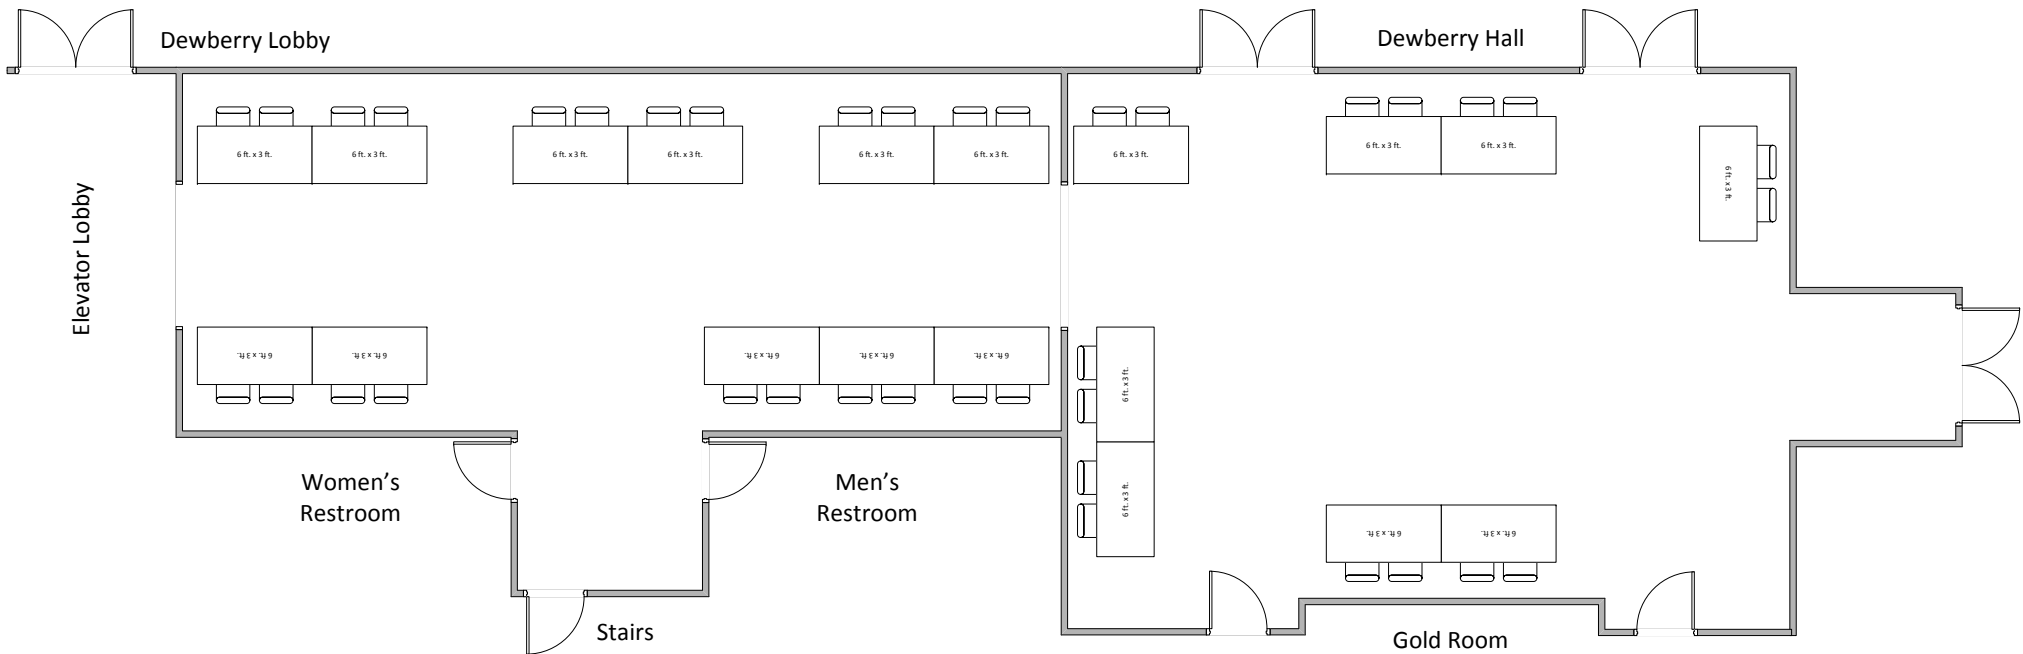 Dewberry Lobby
Dewberry Hall
6 ft. x 3 ft.
6 ft. x 3 ft.
6 ft. x 3 ft.
6 ft. x 3 ft.
6 ft. x 3 ft.
6 ft. x 3 ft.
6 ft. x 3 ft.
6 ft. x 3 ft.
6 ft. x 3 ft.
6 ft. x 3 ft.
Elevator Lobby
6 ft. x 3 ft.
6 ft. x 3 ft.
6 ft. x 3 ft.
6 ft. x 3 ft.
6 ft. x 3 ft.
6 ft. x 3 ft.
6 ft. x 3 ft.
Women's
Restroom
Men's
Restroom
6 ft. x 3 ft.
6 ft. x 3 ft.
Stairs
Gold Room